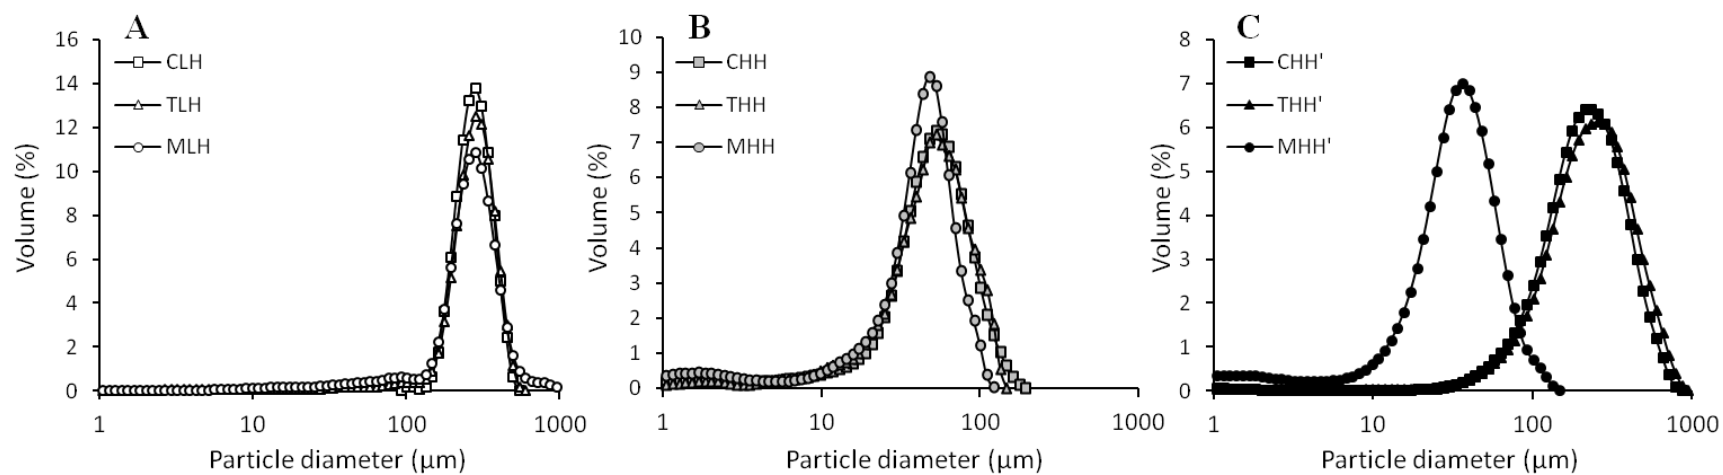 A
16
14
12
10
8
6
4
2
0
Volume (%)
CLH
TLH
MLH
1 10 100 1000
Particle diameter (µm)
B
10
9
8
7
6
5
4
3
2
1
0
Volume (%)
CHH
THH
MHH
1 10 100 1000
Particle diameter (µm)
C
8
7
6
5
4
3
2
1
0
Volume (%)
CHH'
THH'
MHH'
1 10 100 1000
Particle diameter (µm)